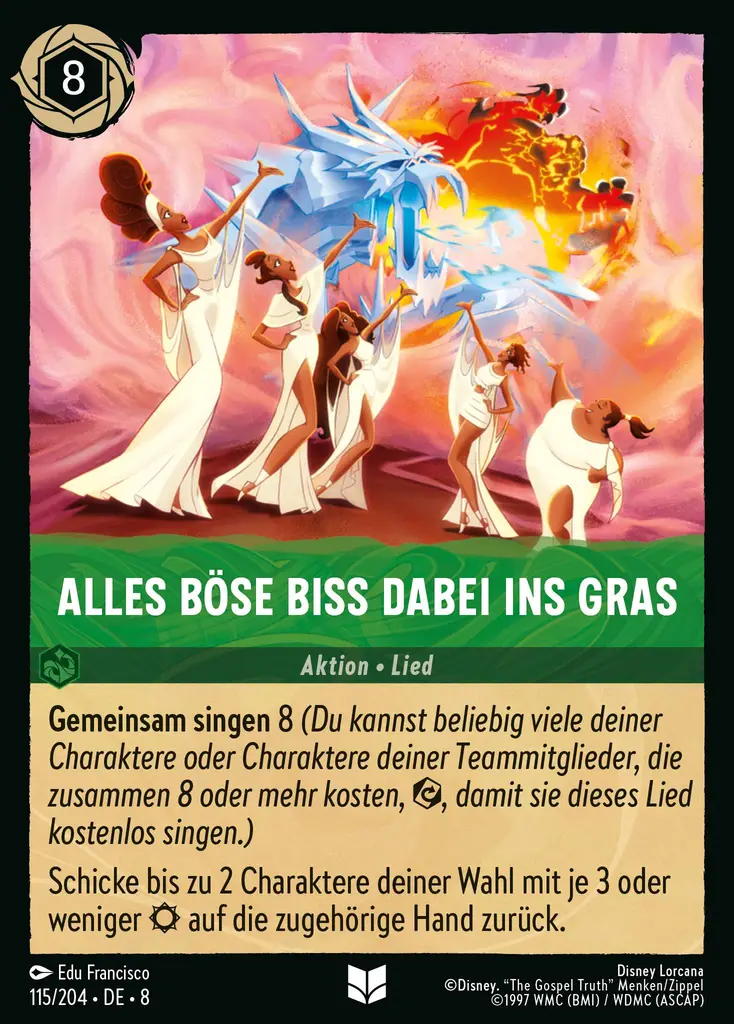 8
ALLES BÖSE BISS DABEI INS GRAS
Aktion • Lied
Gemeinsam singen 8 (Du kannst beliebig viele deiner
Charaktere oder Charaktere deiner Teammitglieder, die
zusammen 8 oder mehr kosten, , damit sie dieses Lied
kostenlos singen.)
Schicke bis zu 2 Charaktere deiner Wahl mit je 3 oder
weniger auf die zugehörige Hand zurück.
Edu Francisco
115/204 • DE • 8
Disney Lorcana
©Disney. “The Gospel Truth” Menken/Zippel
©1997 WMC (BMI) / WDMC (ASCAP)